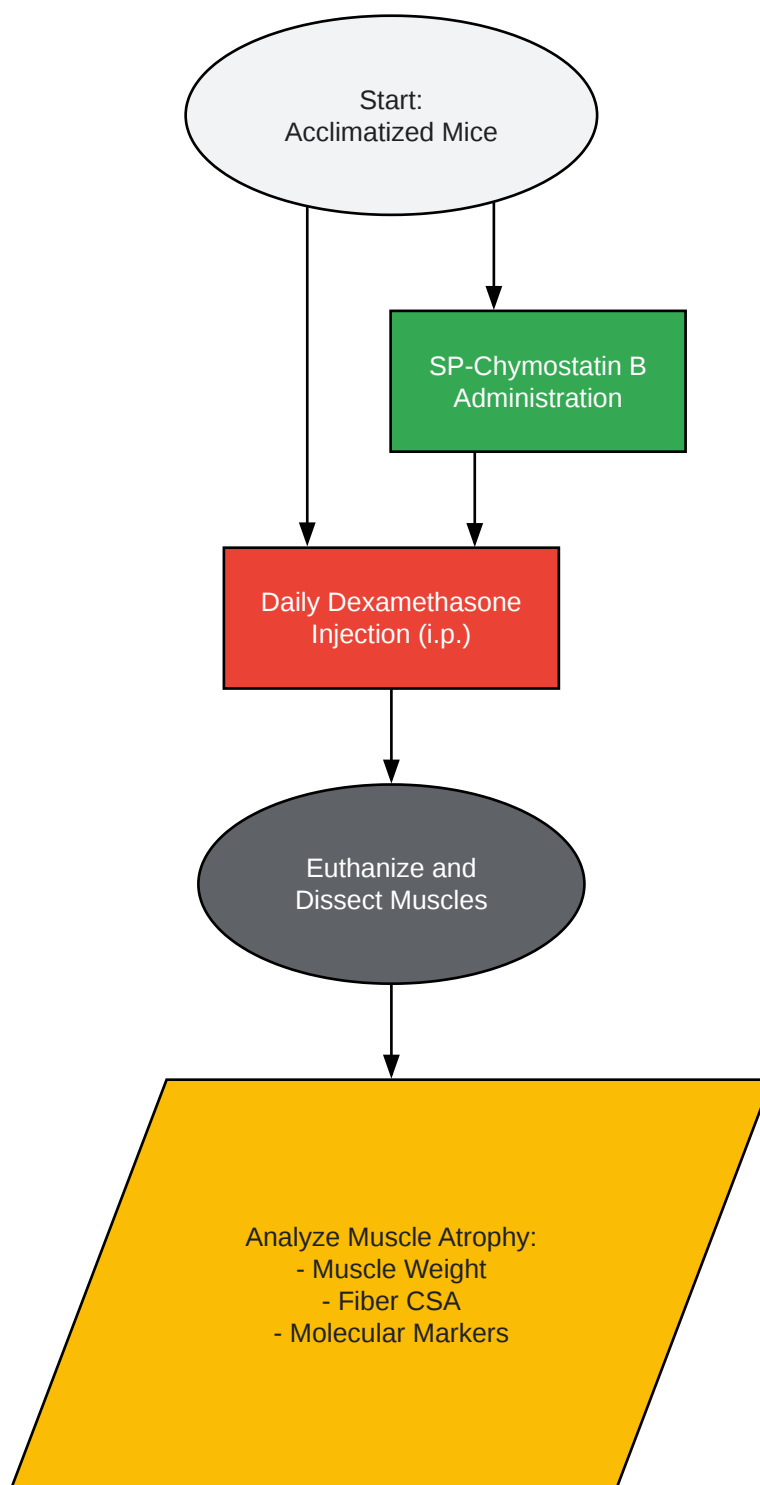 Start:
Acclimatized Mice
SP-Chymostatin B
Administration
Daily Dexamethasone
Injection (i.p.)
Euthanize and
Dissect Muscles
Analyze Muscle Atrophy:
- Muscle Weight
- Fiber CSA
- Molecular Markers